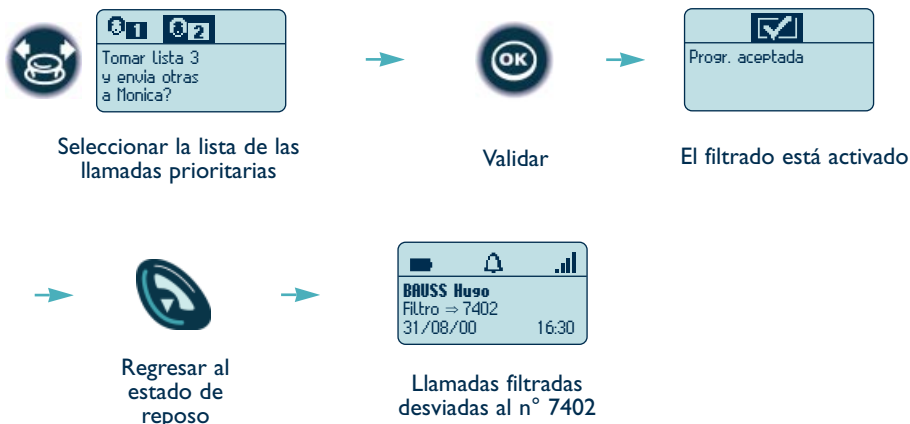 1 2
Tomar lista 3
y envia otras
a Monica?
OK
Progr. aceptada
Seleccionar la lista de las
llamadas prioritarias
Validar
El filtrado está activado
BAUSS Hugo
Filtro ⇒ 7402
31/08/00 16:30
Regresar al
estado de
reposo
Llamadas filtradas
desviadas al n° 7402